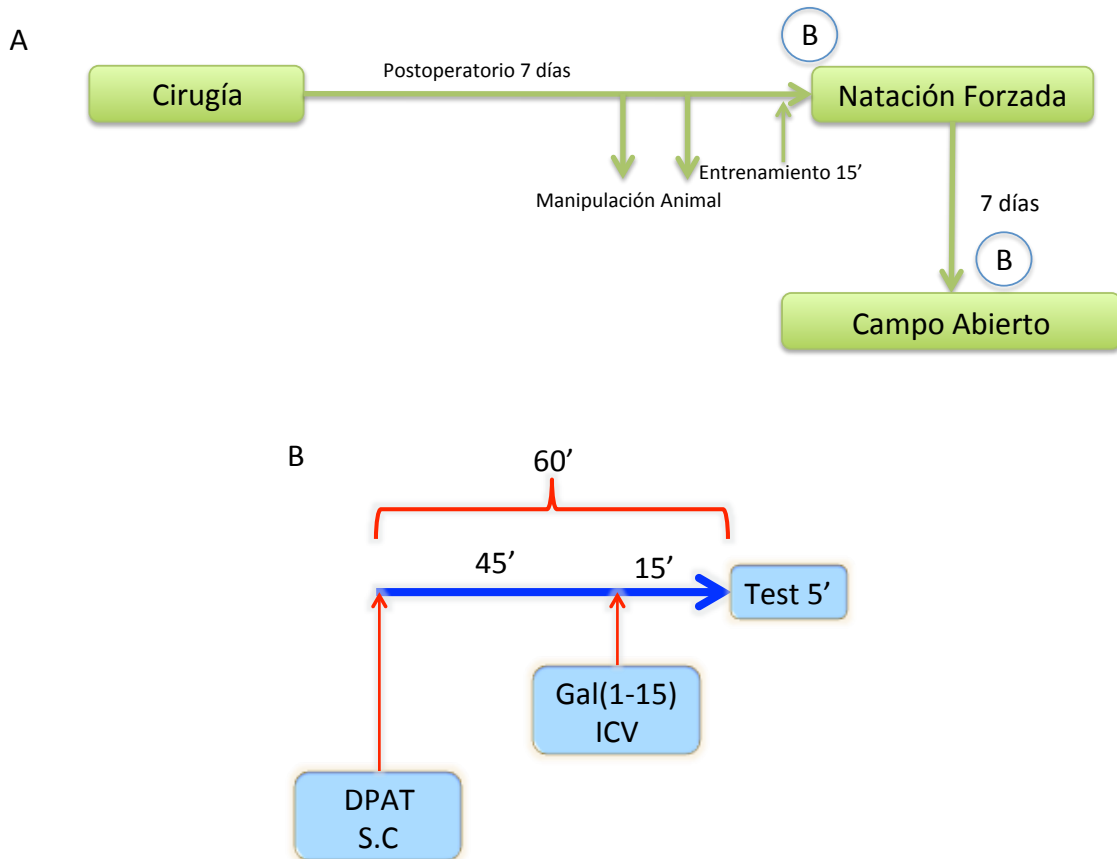 A
B
Postoperatorio 7 días
Cirugía
Natación Forzada
Entrenamiento 15’
Manipulación Animal
7 días
B
Campo Abierto
B
60’
45’
15’
Test 5’
Gal(1-15)
ICV
DPAT
S.C